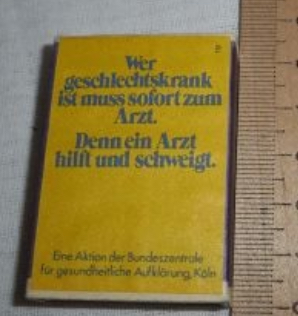 Wer
geschlechtskrank
ist muss sofort zum
Arzt.
Denn ein Arzt
hilft und schweigt.
Eine Aktion der Bundeszentrale
für gesundheitliche Aufklärung, Köln